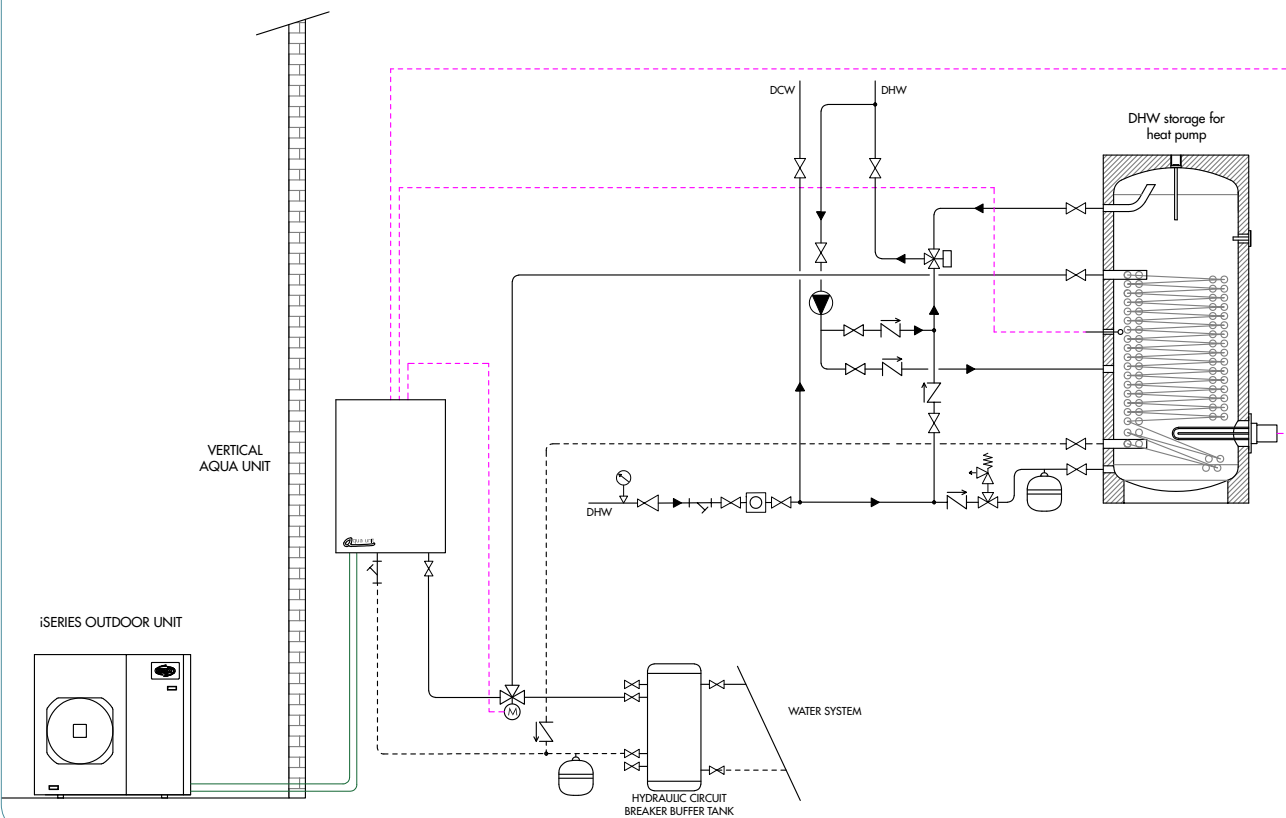 DCW
DHW
DHW storage for
heat pump
VERTICAL
AQUA UNIT
DHW
iSERIES OUTDOOR UNIT
M
WATER SYSTEM
HYDRAULIC CIRCUIT
BREAKER BUFFER TANK